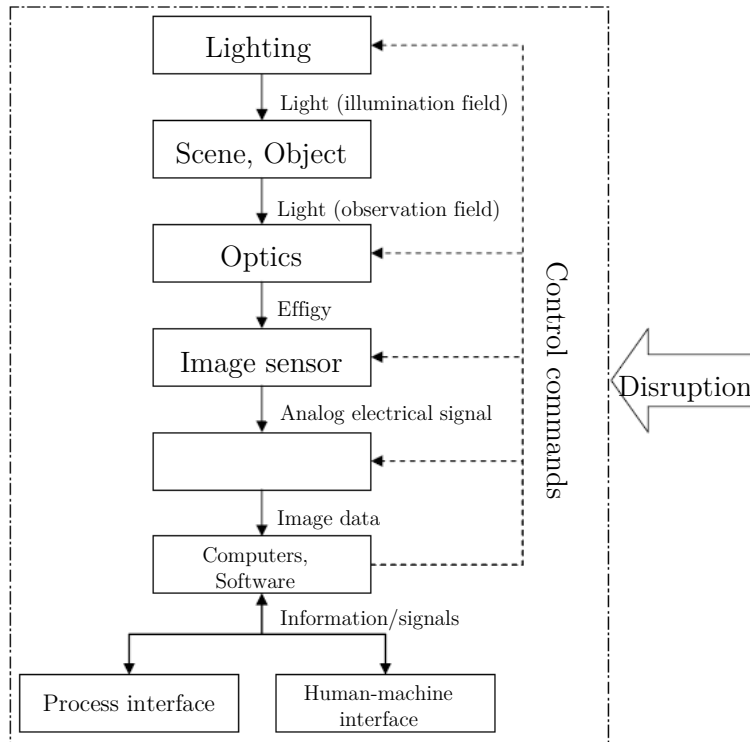 Lighting
Light (illumination field)
Scene, Object
Light (observation field)
Optics
Effigy
Image sensor
Analog electrical signal
Image data
Computers,
Software
Information/signals
Process interface
Human-machine
interface
Control commands
Disruption